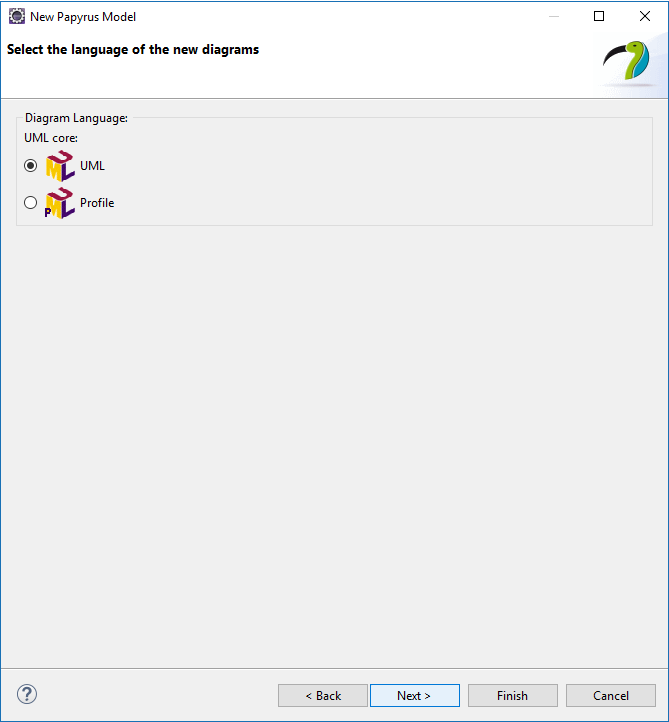 New Papyrus Model
Select the language of the new diagrams
Diagram Language:
UML core:
UML
Profile
< Back
Next >
Finish
Cancel